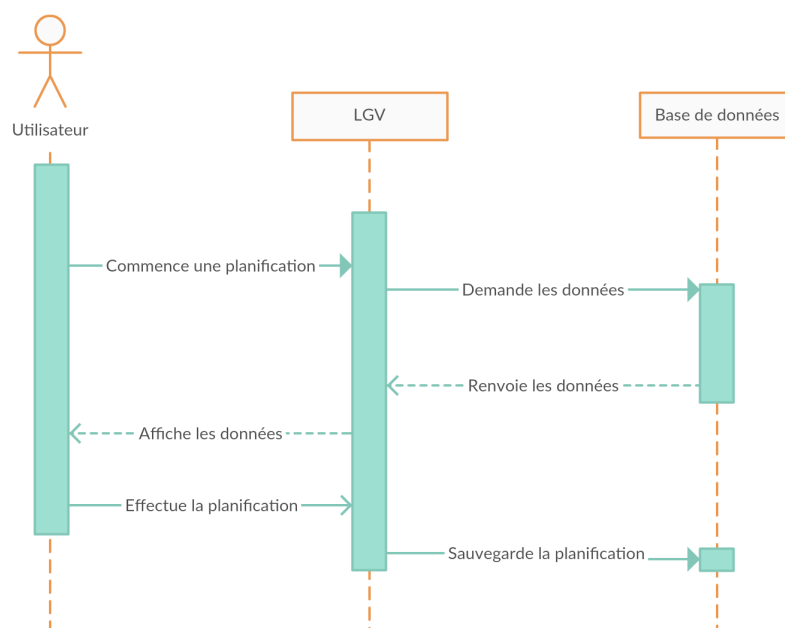 Utilisateur
LGV
Base de données
Commence une planification
Demande les données
Renvoie les données
Affiche les données
Effectue la planification
Sauvegarde la planification